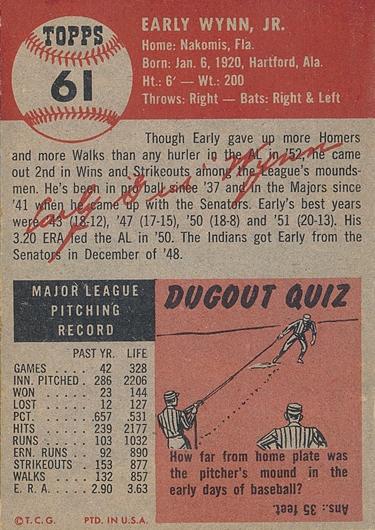 TOPPS
61
EARLY WYNN, JR.
Home: Nakomis, Fla.
Born: Jan. 6, 1920, Hartford, Ala.
Ht.: 6' — Wt.: 200
Throws: Right — Bats: Right & Left
Though Early gave up more Homers
and more Walks than any hurler in the AL in '52, he came
out 2nd in Wins and Strikeouts among the League's mounds-
men. He's been in pro ball since '37 and in the Majors since
'41 when he came up with the Senators. Early's best years
were '43 (18-12), '47 (17-15), '50 (18-8) and '51 (20-13). His
3.20 ERA led the AL in '50. The Indians got Early from the
Senators in December of '48.
Early Wynn
MAJOR LEAGUE
PITCHING
RECORD
PAST YR. LIFE
GAMES . . . . 42 328
INN. PITCHED . 286 2206
WON . . . . 23 144
LOST . . . . 12 127
PCT. . . . . .657 .531
HITS . . . . 239 2177
RUNS . . . . 103 1032
ERN. RUNS . . 92 890
STRIKEOUTS . 153 877
WALKS . . . . 132 857
E. R. A. . . . 2.90 3.63
© T. C. G. PTD. IN U.S.A.
DUGOUT QUIZ
How far from home plate was
the pitcher's mound in the
early days of baseball?
Ans.: 35 feet